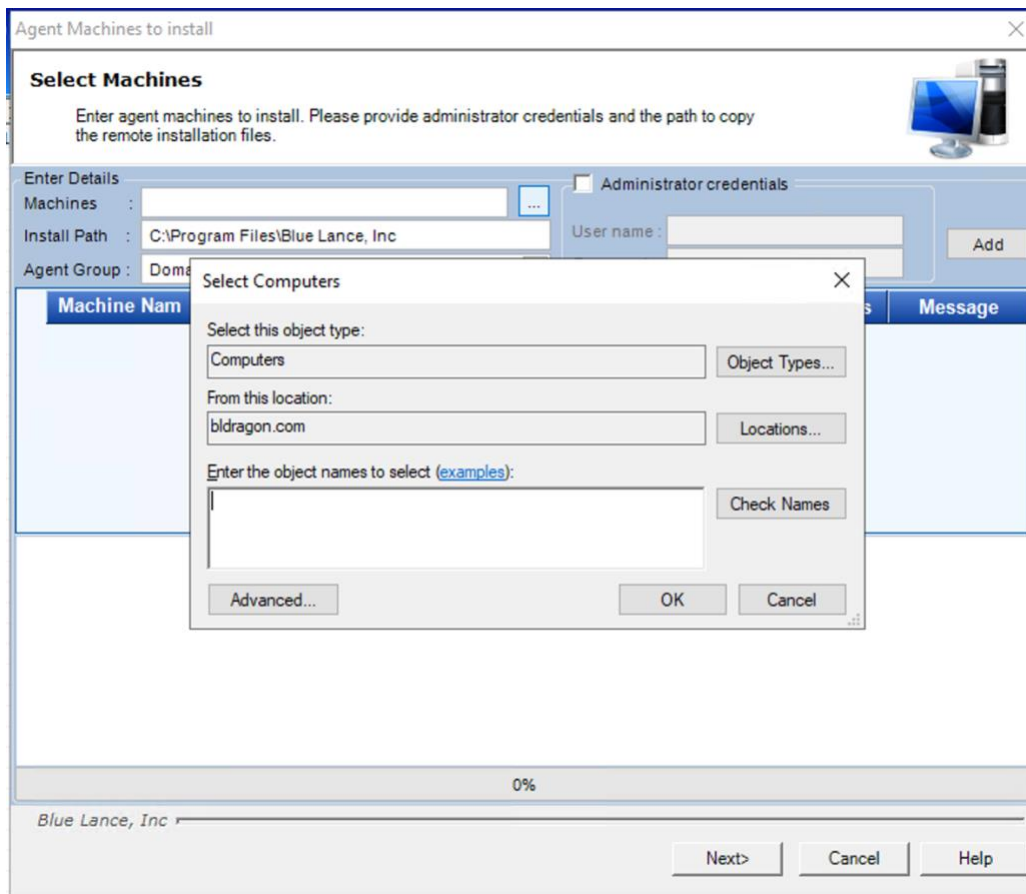 Agent Machines to install
Select Machines
Enter agent machines to install. Please provide administrator credentials and the path to copy
the remote installation files.
Enter Details
Machines :
...
Install Path : C:\Program Files\Blue Lance, Inc
Agent Group : Doma
Administrator credentials
User name :
Add
Machine Nam
s
Message
Select Computers
Select this object type:
Computers
Object Types...
From this location:
bldragon.com
Locations...
Enter the object names to select (examples):
Check Names
Advanced...
OK
Cancel
0%
Blue Lance, Inc
Next>
Cancel
Help